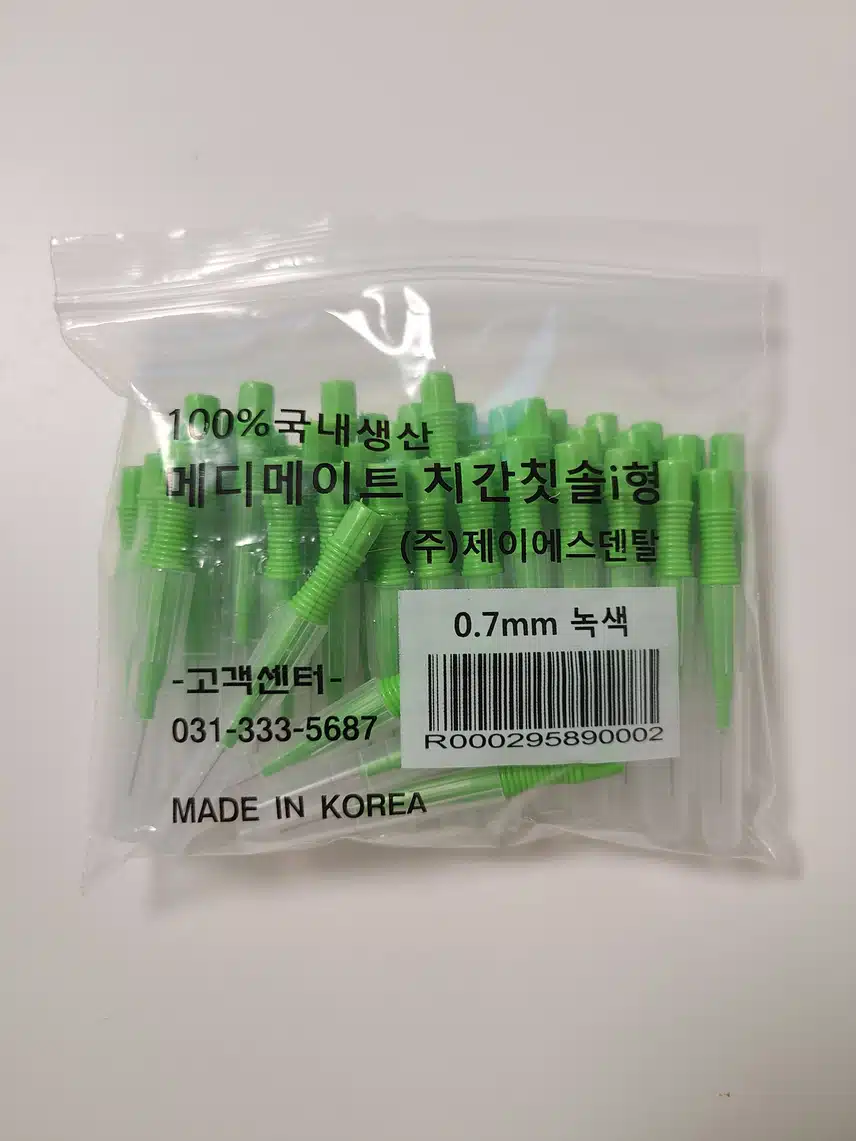 100%국내생산
메디메이트 치간칫솔i형
(주)제이에스덴탈
0.7mm 녹색
R000295890002
-고객센터-
031-333-5687
MADE IN KOREA